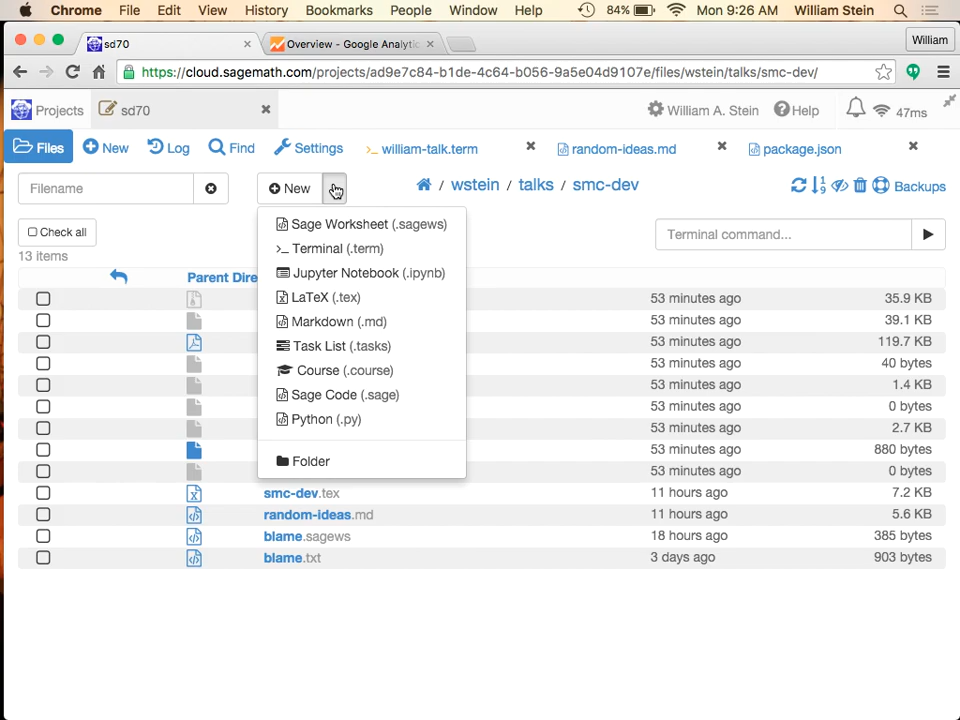 Chrome File Edit View History Bookmarks People Window Help 84% Mon 9:26 AM William Stein
sd70 × Overview - Google Analytic × William
https://cloud.sagemath.com/projects/ad9e7c84-b1de-4c64-b056-9a5e04d9107e/files/wstein/talks/smc-dev/
Projects sd70 × William A. Stein Help 47ms
Files New Log Find Settings >_ william-talk.term × random-ideas.md × package.json ×
Filename New / wstein / talks / smc-dev Backups
Check all Terminal command...
13 items
Parent Dire
Sage Worksheet (.sagews)
>_ Terminal (.term)
Jupyter Notebook (.ipynb)
LaTeX (.tex)
Markdown (.md)
Task List (.tasks)
Course (.course)
Sage Code (.sage)
Python (.py)
Folder
53 minutes ago 35.9 KB
53 minutes ago 39.1 KB
53 minutes ago 119.7 KB
53 minutes ago 40 bytes
53 minutes ago 1.4 KB
53 minutes ago 0 bytes
53 minutes ago 2.7 KB
53 minutes ago 880 bytes
53 minutes ago 0 bytes
smc-dev.tex 11 hours ago 7.2 KB
random-ideas.md 11 hours ago 5.6 KB
blame.sagews 18 hours ago 385 bytes
blame.txt 3 days ago 903 bytes